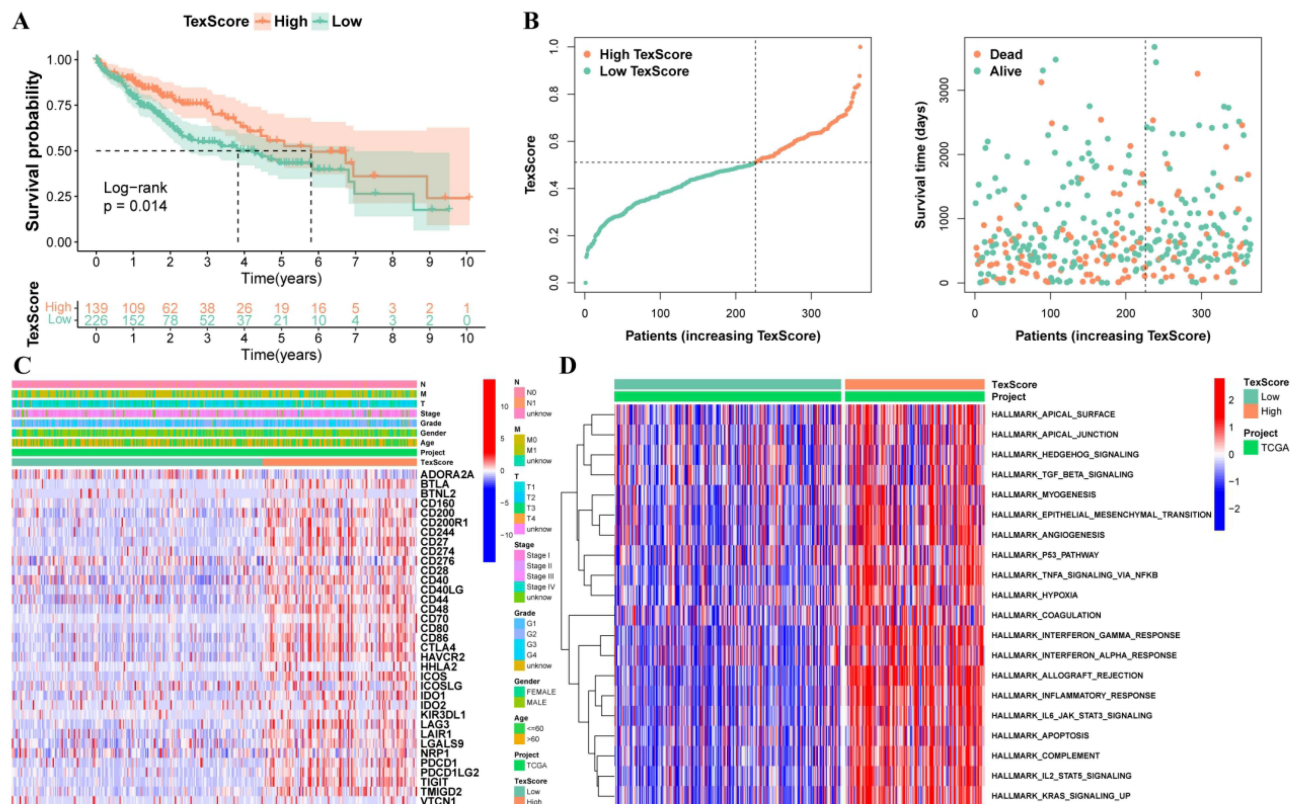 A
TexScore High Low
Survival probability
1.00
0.75
0.50
0.25
0.00
Log-rank
p = 0.014
0 1 2 3 4 5 6 7 8 9 10
Time(years)
TexScore
High 139 109 62 38 26 19 16 5 3 2 1
Low 226 152 78 52 37 21 10 4 3 2 0
0 1 2 3 4 5 6 7 8 9 10
Time(years)
B
TexScore
1.0
0.8
0.6
0.4
0.2
0.0
High TexScore
Low TexScore
0 100 200 300
Patients (increasing TexScore)
Survival time (days)
3000
2000
1000
0
Dead
Alive
0 100 200 300
Patients (increasing TexScore)
C
N
M
T
Stage
Grade
Gender
Age
Project
TexScore
ADORA2A
BTLA
BTNL2
CD160
CD200
CD200R1
CD244
CD27
CD274
CD276
CD28
CD40
CD40LG
CD44
CD48
CD70
CD80
CD86
CTLA4
HAVCR2
HHLA2
ICOS
ICOSLG
IDO1
IDO2
KIR3DL1
LAG3
LAIR1
LGALS9
NRP1
PDCD1
PDCD1LG2
TIGIT
TMIGD2
VTCN1
10
5
0
−5
−10
N
N0
N1
unknow
M
M0
M1
unknow
T
T1
T2
T3
T4
unknow
Stage
Stage I
Stage II
Stage III
Stage IV
unknow
Grade
G1
G2
G3
G4
unknow
Gender
FEMALE
MALE
Age
<=60
>60
Project
TCGA
TexScore
Low
High
D
TexScore
Project
HALLMARK_APICAL_SURFACE
HALLMARK_APICAL_JUNCTION
HALLMARK_HEDGEHOG_SIGNALING
HALLMARK_TGF_BETA_SIGNALING
HALLMARK_MYOGENESIS
HALLMARK_EPITHELIAL_MESENCHYMAL_TRANSITION
HALLMARK_ANGIOGENESIS
HALLMARK_P53_PATHWAY
HALLMARK_TNFA_SIGNALING_VIA_NFKB
HALLMARK_HYPOXIA
HALLMARK_COAGULATION
HALLMARK_INTERFERON_GAMMA_RESPONSE
HALLMARK_INTERFERON_ALPHA_RESPONSE
HALLMARK_ALLOGRAFT_REJECTION
HALLMARK_INFLAMMATORY_RESPONSE
HALLMARK_IL6_JAK_STAT3_SIGNALING
HALLMARK_APOPTOSIS
HALLMARK_COMPLEMENT
HALLMARK_IL2_STAT5_SIGNALING
HALLMARK_KRAS_SIGNALING_UP
2
1
0
−1
−2
TexScore
Low
High
Project
TCGA